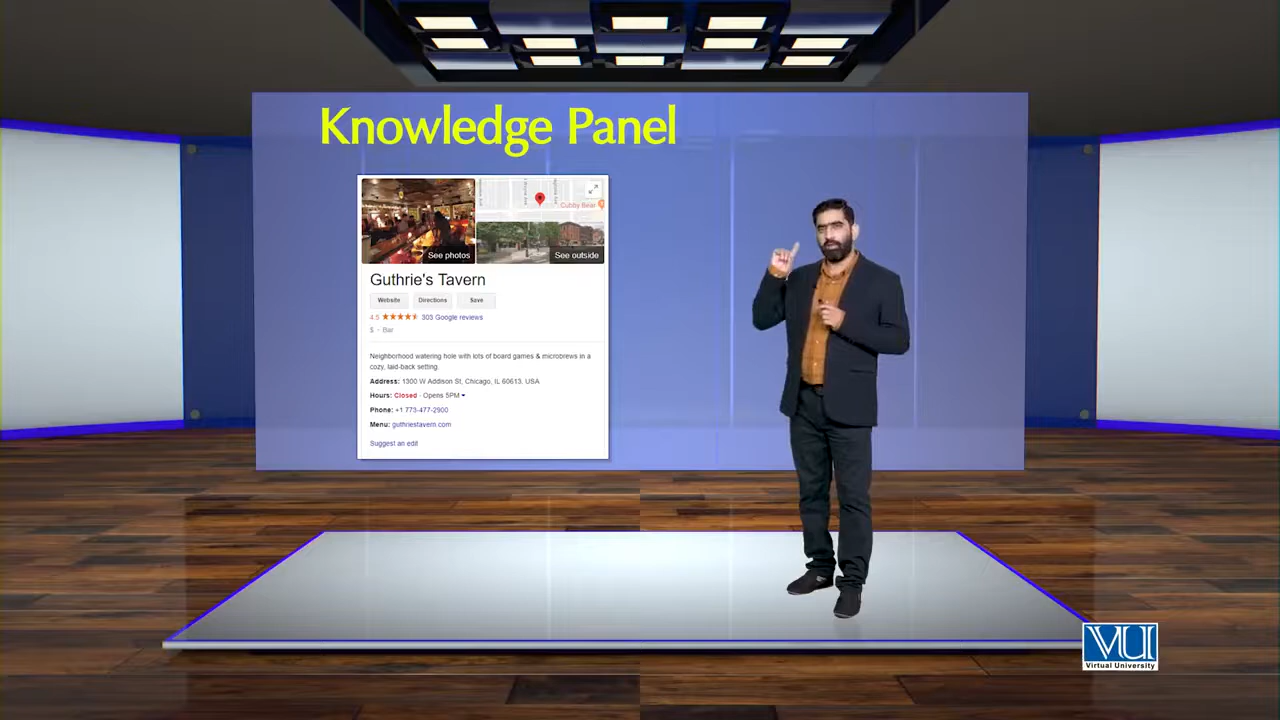 Knowledge Panel
Cubby Bear
See photos
See outside
Guthrie's Tavern
Website Directions Save
4.5 303 Google reviews
$ · Bar
Neighborhood watering hole with lots of board games & microbrews in a
cozy, laid-back setting.
Address: 1300 W Addison St, Chicago, IL 60613, USA
Hours: Closed · Opens 5PM
Phone: +1 773-477-2900
Menu: guthriestavern.com
Suggest an edit
VU
Virtual University